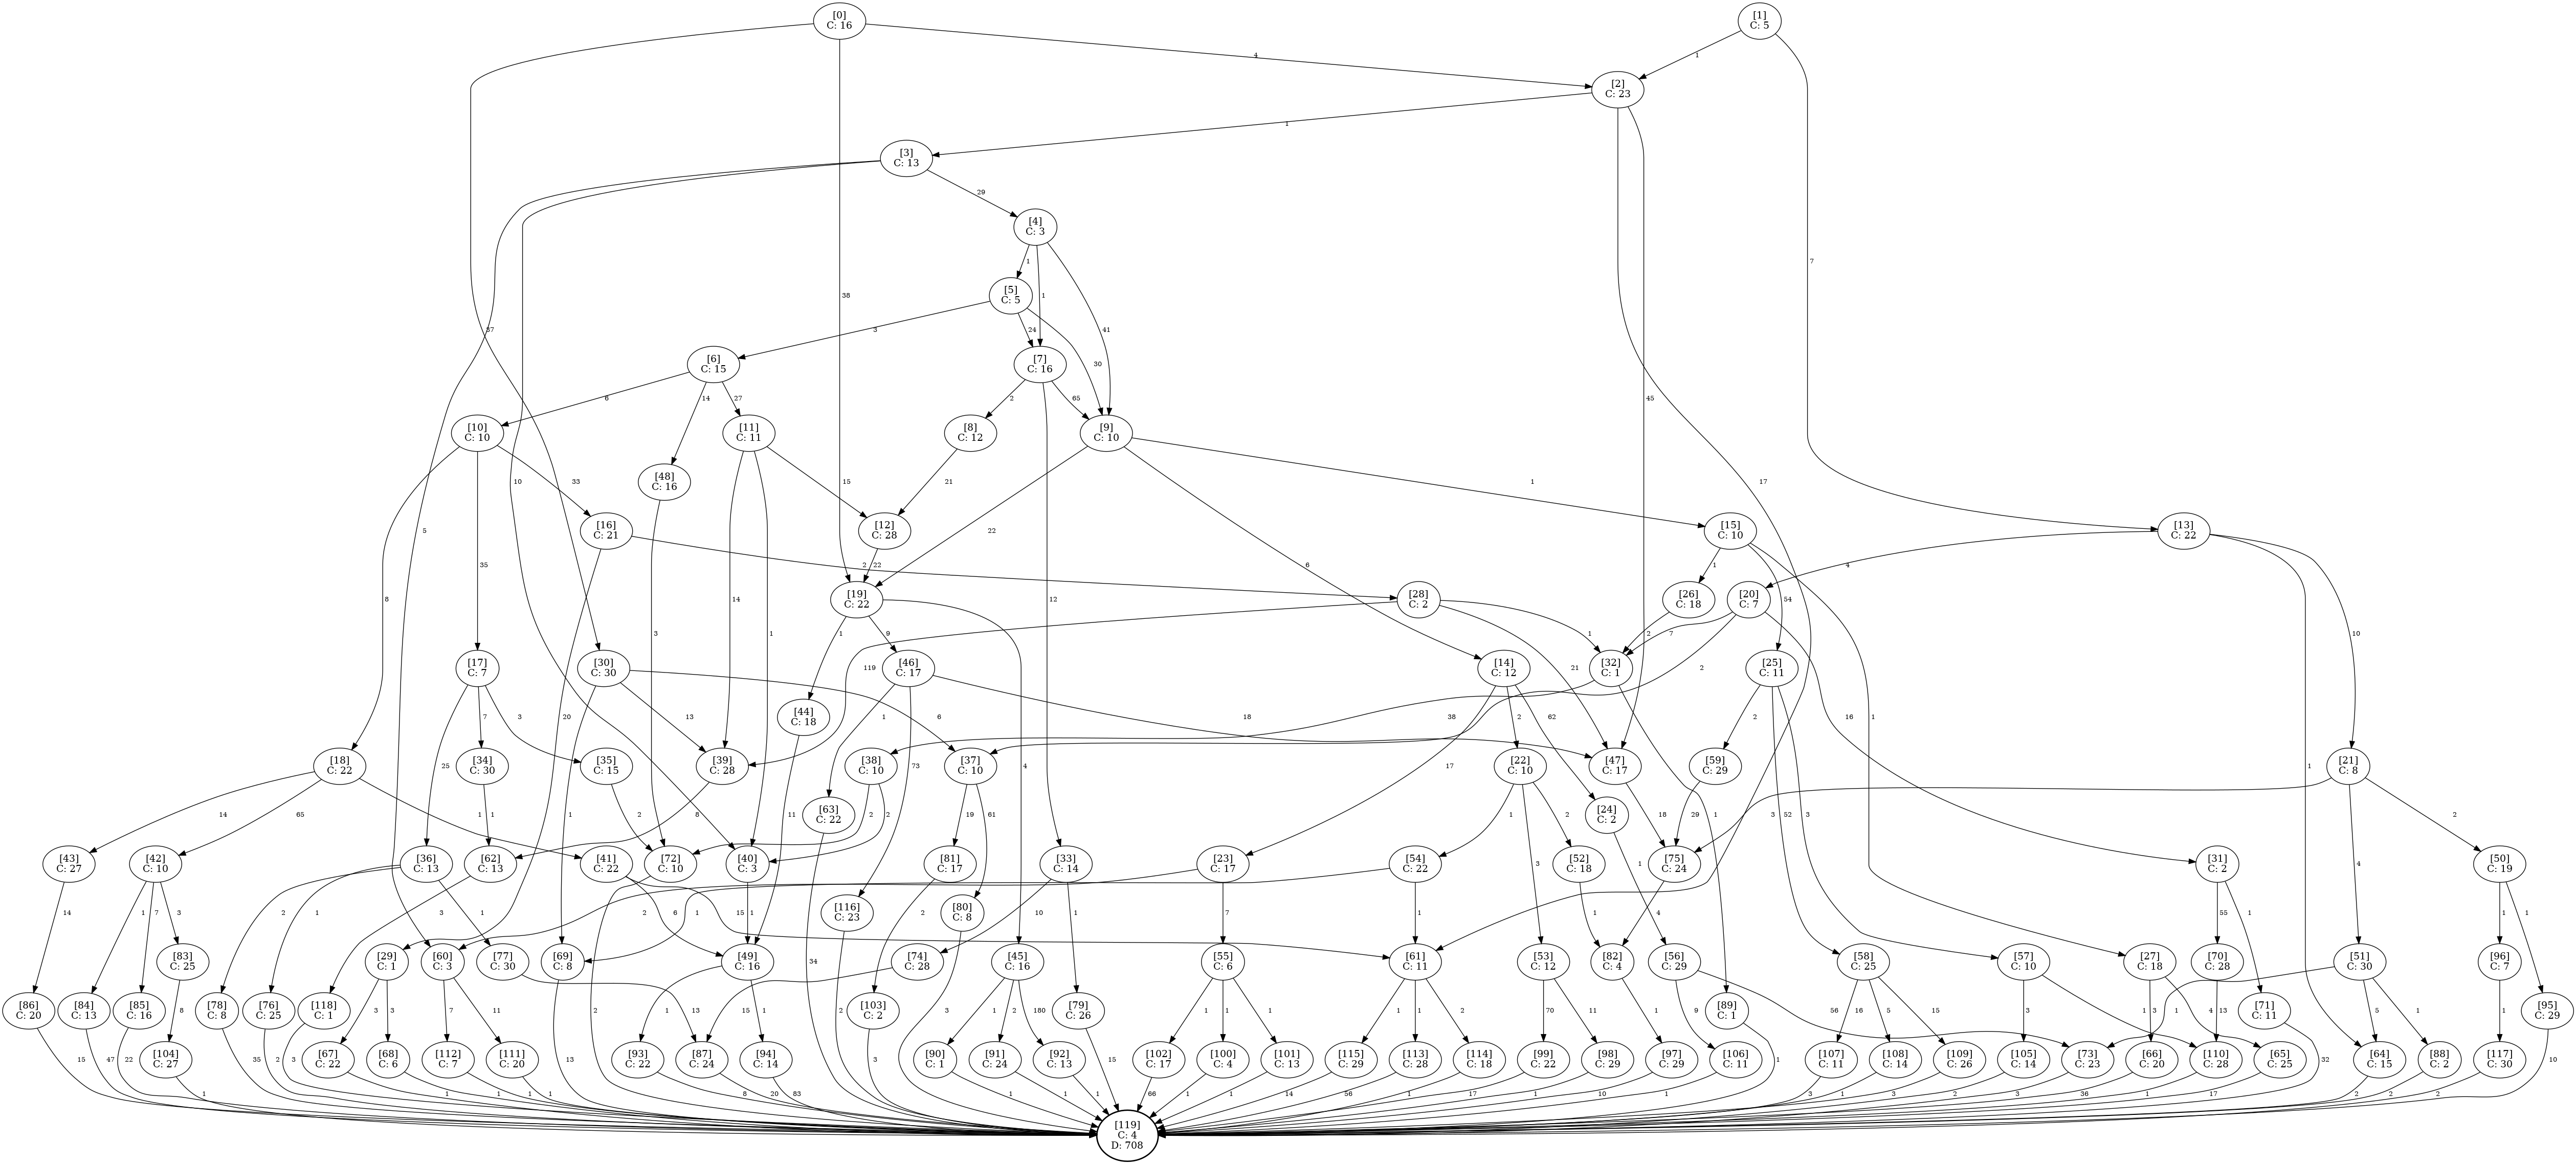 [0]
C: 16
[1]
C: 5
4
1
[2]
C: 23
1
[3]
C: 13
29
[4]
C: 3
7
38
37
1
1
41
45
17
[5]
C: 5
3
24
30
[6]
C: 15
[7]
C: 16
6
14
27
2
65
[10]
C: 10
[11]
C: 11
[8]
C: 12
[9]
C: 10
[48]
C: 16
10
33
15
21
22
1
5
[16]
C: 21
[12]
C: 28
[15]
C: 10
[13]
C: 22
35
2
22
6
1
54
4
8
14
1
12
[19]
C: 22
[28]
C: 2
[26]
C: 18
[20]
C: 7
3
1
9
1
2
7
10
[17]
C: 7
[30]
C: 30
119
[46]
C: 17
21
[14]
C: 12
[32]
C: 1
2
[25]
C: 11
7
3
20
13
6
[44]
C: 18
1
18
38
2
62
2
16
1
25
1
73
4
17
[18]
C: 22
[34]
C: 30
[35]
C: 15
[39]
C: 28
[38]
C: 10
[37]
C: 10
[22]
C: 10
[47]
C: 17
[59]
C: 29
[21]
C: 8
[63]
C: 22
[24]
C: 2
14
65
1
1
2
8
11
2
2
19
61
1
3
2
1
18
29
1
52
3
3
1
4
2
[43]
C: 27
[42]
C: 10
[36]
C: 13
[62]
C: 13
[41]
C: 22
[72]
C: 10
[40]
C: 3
[81]
C: 17
[33]
C: 14
[23]
C: 17
[54]
C: 22
[52]
C: 18
[75]
C: 24
[31]
C: 2
[50]
C: 19
[116]
C: 23
[80]
C: 8
14
1
7
3
2
1
1
3
6
15
1
34
2
10
1
2
1
7
1
1
4
55
1
1
1
[83]
C: 25
[29]
C: 1
[60]
C: 3
[77]
C: 30
[69]
C: 8
[49]
C: 16
[74]
C: 28
[45]
C: 16
[55]
C: 6
[61]
C: 11
[53]
C: 12
[82]
C: 4
[56]
C: 29
[58]
C: 25
[57]
C: 10
[27]
C: 18
[70]
C: 28
[51]
C: 30
[96]
C: 7
[86]
C: 20
[84]
C: 13
[85]
C: 16
[78]
C: 8
[76]
C: 25
[118]
C: 1
[103]
C: 2
[79]
C: 26
[89]
C: 1
[71]
C: 11
[95]
C: 29
8
3
3
7
11
13
2
1
1
15
1
2
180
1
1
1
1
1
2
70
11
1
9
56
16
5
15
3
1
3
4
13
1
5
1
1
[104]
C: 27
[67]
C: 22
[68]
C: 6
[112]
C: 7
[111]
C: 20
[93]
C: 22
[87]
C: 24
[94]
C: 14
[90]
C: 1
[91]
C: 24
[92]
C: 13
[102]
C: 17
[100]
C: 4
[101]
C: 13
[115]
C: 29
[113]
C: 28
[114]
C: 18
[99]
C: 22
[98]
C: 29
[97]
C: 29
[106]
C: 11
[107]
C: 11
[108]
C: 14
[109]
C: 26
[105]
C: 14
[73]
C: 23
[66]
C: 20
[110]
C: 28
[65]
C: 25
[64]
C: 15
[88]
C: 2
[117]
C: 30
15
47
22
1
35
2
3
1
1
1
1
13
8
20
83
2
3
3
1
1
1
15
66
1
1
14
56
1
17
1
10
1
1
3
1
3
2
3
36
1
17
32
2
2
2
10
[119]
C: 4
D: 708